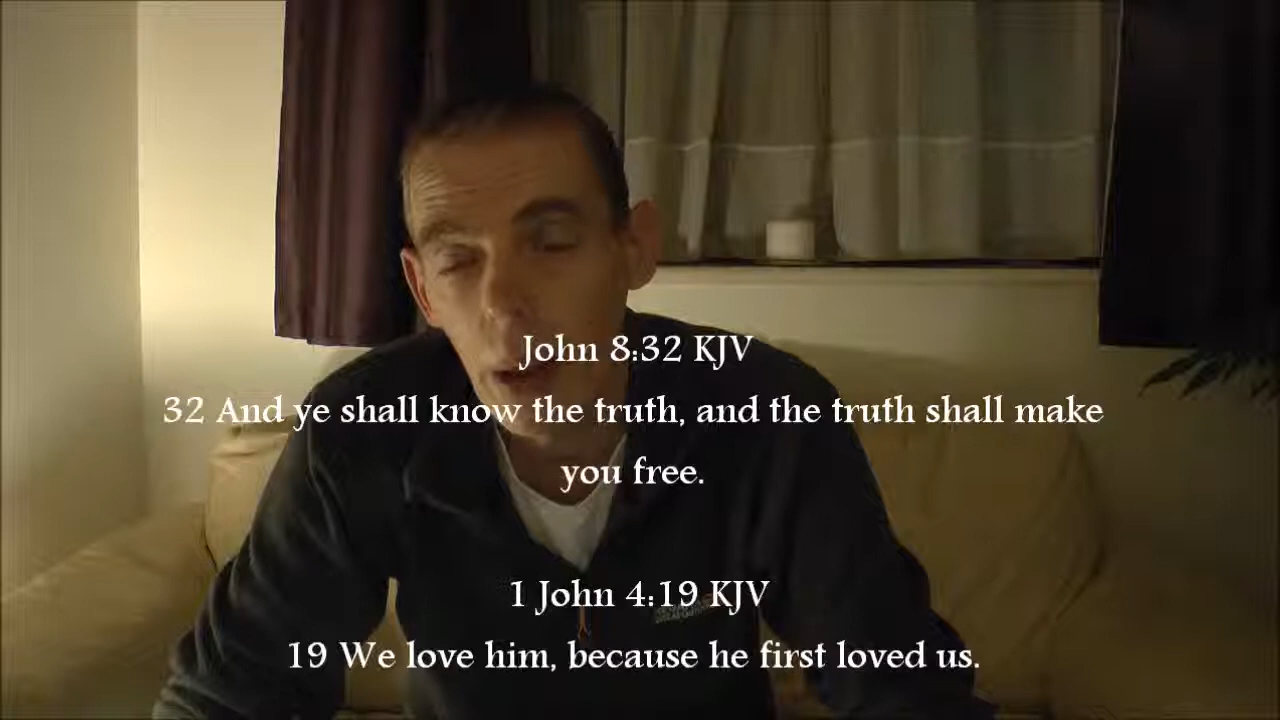 John 8:32 KJV
32 And ye shall know the truth, and the truth shall make
you free.
1 John 4:19 KJV
19 We love him, because he first loved us.